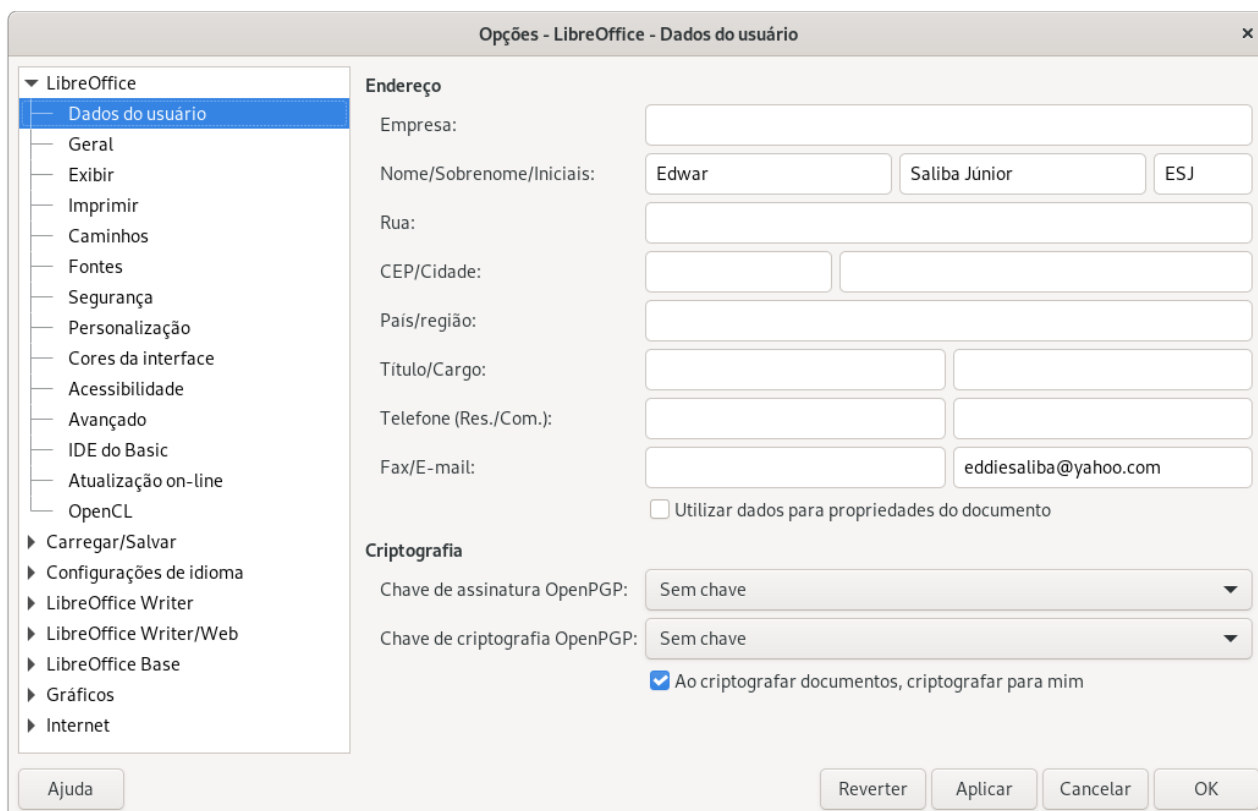 Opções - LibreOffice - Dados do usuário ×
LibreOffice
Dados do usuário
Geral
Exibir
Imprimir
Caminhos
Fontes
Segurança
Personalização
Cores da interface
Acessibilidade
Avançado
IDE do Basic
Atualização on-line
OpenCL
Carregar/Salvar
Configurações de idioma
LibreOffice Writer
LibreOffice Writer/Web
LibreOffice Base
Gráficos
Internet
Endereço
Empresa:
Nome/Sobrenome/Iniciais: Edwar Saliba Júnior ESJ
Rua:
CEP/Cidade:
País/região:
Título/Cargo:
Telefone (Res./Com.):
Fax/E-mail: eddiesaliba@yahoo.com
Utilizar dados para propriedades do documento
Criptografia
Chave de assinatura OpenPGP: Sem chave
Chave de criptografia OpenPGP: Sem chave
Ao criptografar documentos, criptografar para mim
Ajuda Reverter Aplicar Cancelar OK